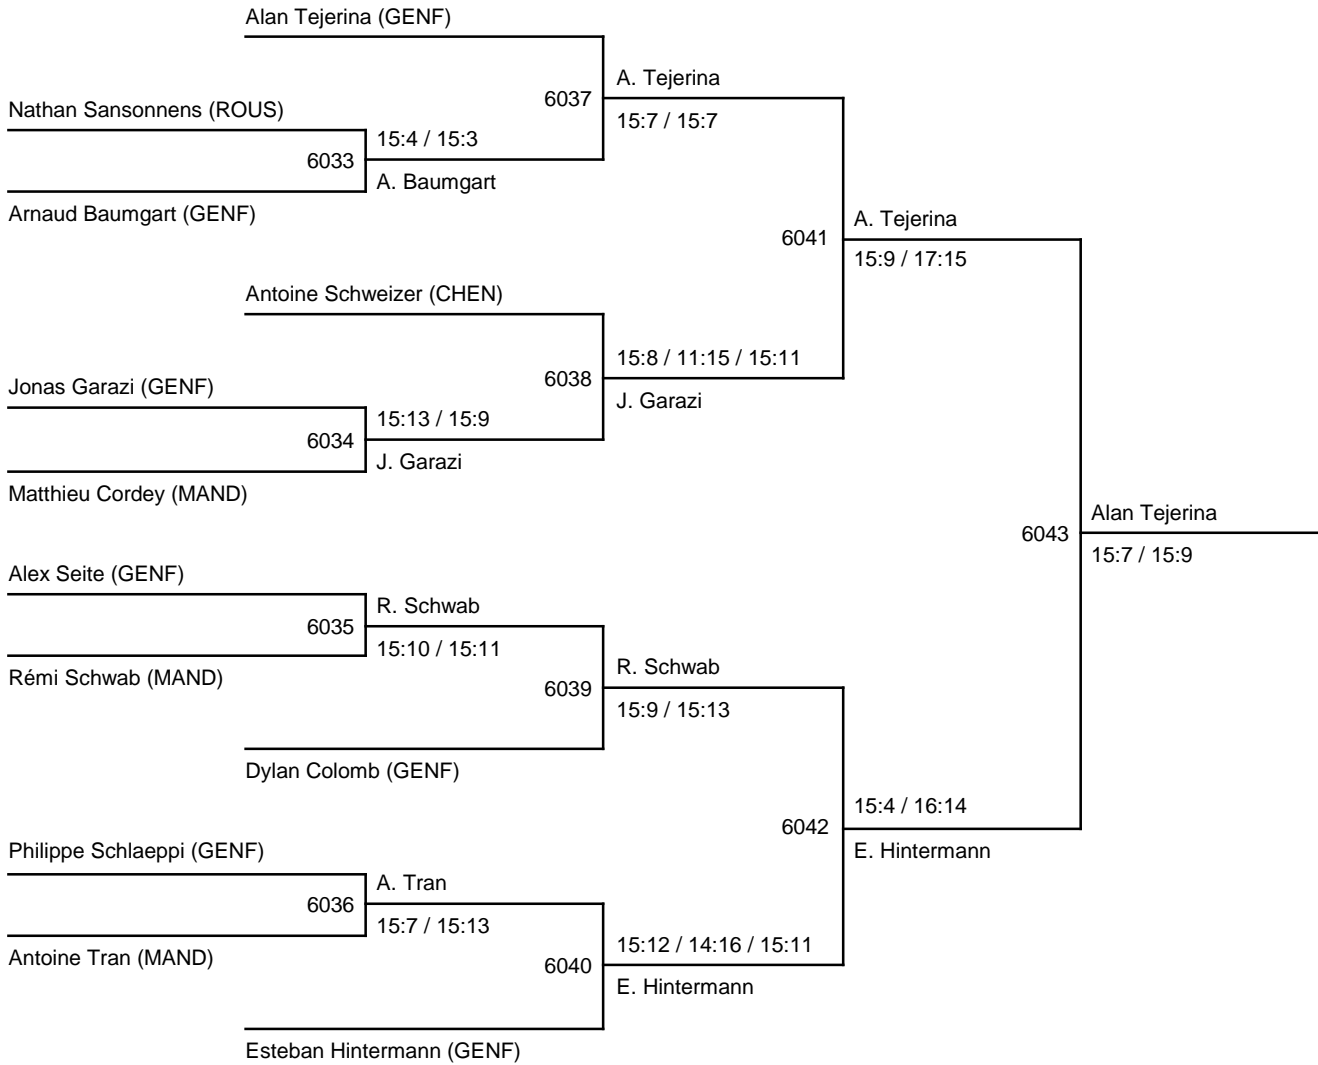 Alan Tejerina (GENF)
A. Tejerina
6037
Nathan Sansonnens (ROUS)
15:7 / 15:7
15:4 / 15:3
6033
A. Baumgart
Arnaud Baumgart (GENF)
A. Tejerina
6041
15:9 / 17:15
Antoine Schweizer (CHEN)
15:8 / 11:15 / 15:11
6038
Jonas Garazi (GENF)
J. Garazi
15:13 / 15:9
6034
J. Garazi
Matthieu Cordey (MAND)
Alan Tejerina
6043
15:7 / 15:9
Alex Seite (GENF)
R. Schwab
6035
15:10 / 15:11
R. Schwab
Rémi Schwab (MAND)
6039
15:9 / 15:13
Dylan Colomb (GENF)
15:4 / 16:14
6042
E. Hintermann
Philippe Schlaeppi (GENF)
A. Tran
6036
15:7 / 15:13
15:12 / 14:16 / 15:11
Antoine Tran (MAND)
6040
E. Hintermann
Esteban Hintermann (GENF)